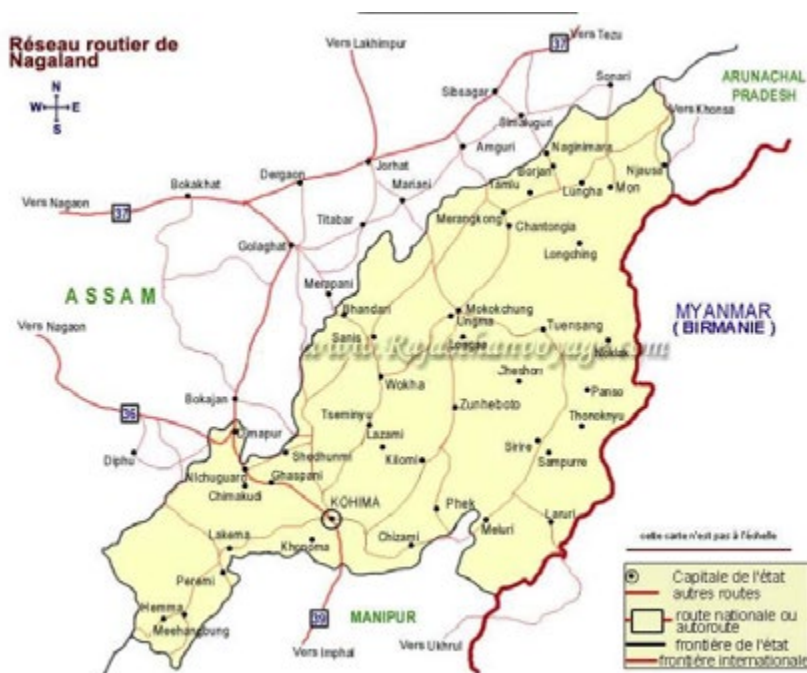 Réseau routier de
Nagaland
N
W E
S
Vers Lakhimpur
37
Vers Tezu
Sonari
ARUNACHAL
PRADESH
Sibsagar
Simaluguri
Vers Khonsa
Amguri
Naginimara
Borjan
Njausa
Jorhat
Dergaon
Mariani
Tamlu
Lungha
Mon
Bokakhat
Vers Nagaon
37
Titabar
Merangkong
Chantongia
Golaghat
Longching
ASSAM
Merapani
Bhandari
Mokokchung
Ungma
MYANMAR
(BIRMANIE)
Vers Nagaon
Sanis
Tuensang
Noklak
www.Rajasthanvoyage.com
Wokha
Jheshori
Panso
Bokajan
36
Tseminyu
Zunheboto
Thonoknyu
Dimapur
Lazami
Sirire
Diphu
Shedhunmi
Kilomi
Sampurre
Nichuguard
Ghaspani
Chimakudi
KOHIMA
Phek
Lakema
Khonoma
Chizami
Meluri
Laruri
cette carte n'est pas à l'échelle
Peremi
Capitale de l'état
autres routes
Hemma
MANIPUR
route nationale ou
autoroute
Meehangbung
39
frontière de l'état
Vers Imphal
Vers Ukhrul
frontière internationale